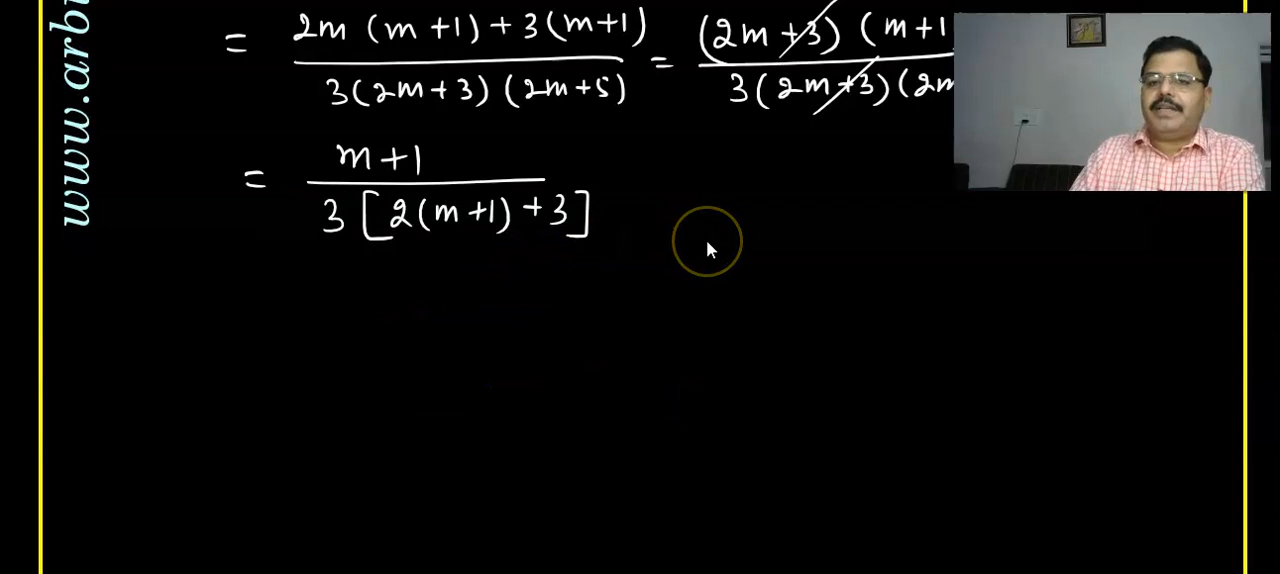 www.arb
= 2m (m+1) + 3(m+1) / 3(2m+3) (2m+5) = (2m+3) (m+1 / 3(2m+3)(2m
= m+1 / 3[2(m+1)+3]